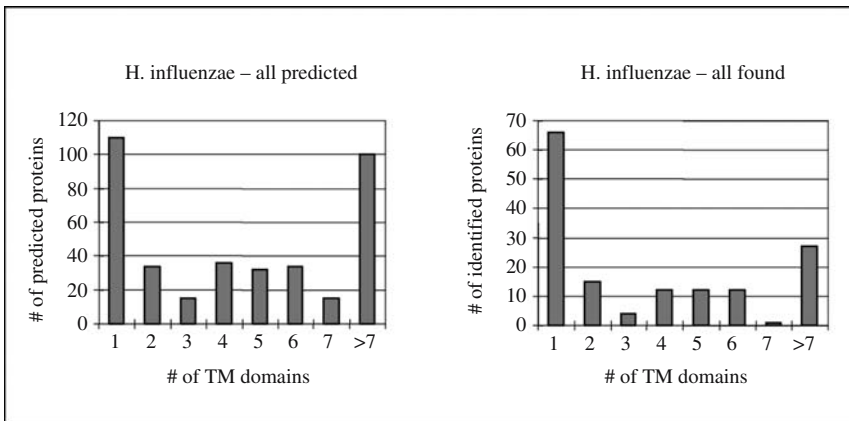 H. influenzae – all predicted
# of predicted proteins
120
100
80
60
40
20
0
1 2 3 4 5 6 7 >7
# of TM domains
H. influenzae – all found
# of identified proteins
70
60
50
40
30
20
10
0
1 2 3 4 5 6 7 >7
# of TM domains